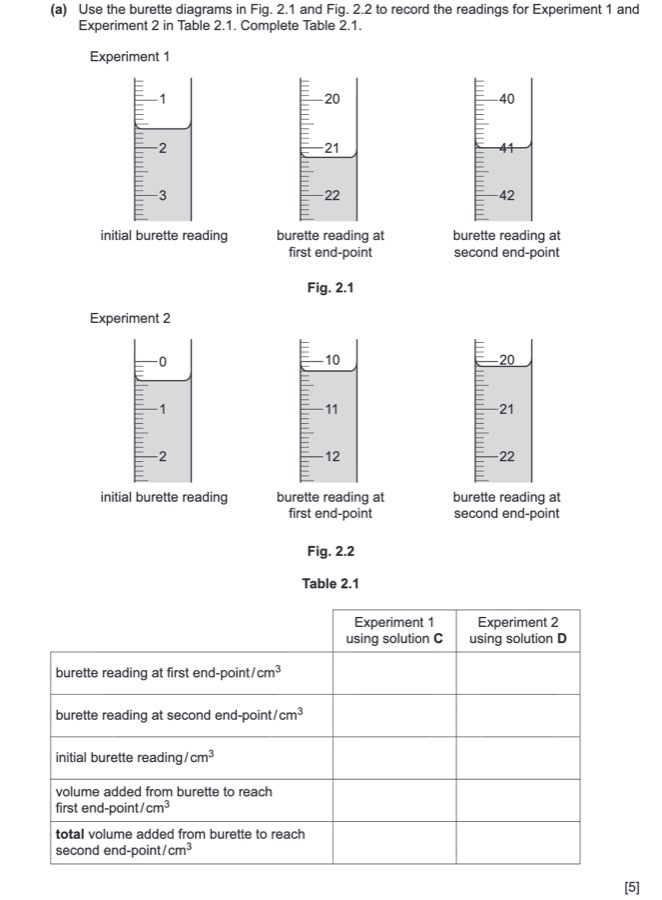 (a) Use the burette diagrams in Fig. 2.1 and Fig. 2.2 to record the readings for Experiment 1 and
Experiment 2 in Table 2.1. Complete Table 2.1.
Experiment 1
1
2
3
20
21
22
40
41
42
initial burette reading
burette reading at
first end-point
burette reading at
second end-point
Fig. 2.1
Experiment 2
0
1
2
10
11
12
20
21
22
initial burette reading
burette reading at
first end-point
burette reading at
second end-point
Fig. 2.2
Table 2.1
Experiment 1
using solution C
Experiment 2
using solution D
burette reading at first end-point/cm³
burette reading at second end-point/cm³
initial burette reading/cm³
volume added from burette to reach
first end-point/cm³
total volume added from burette to reach
second end-point/cm³
[5]